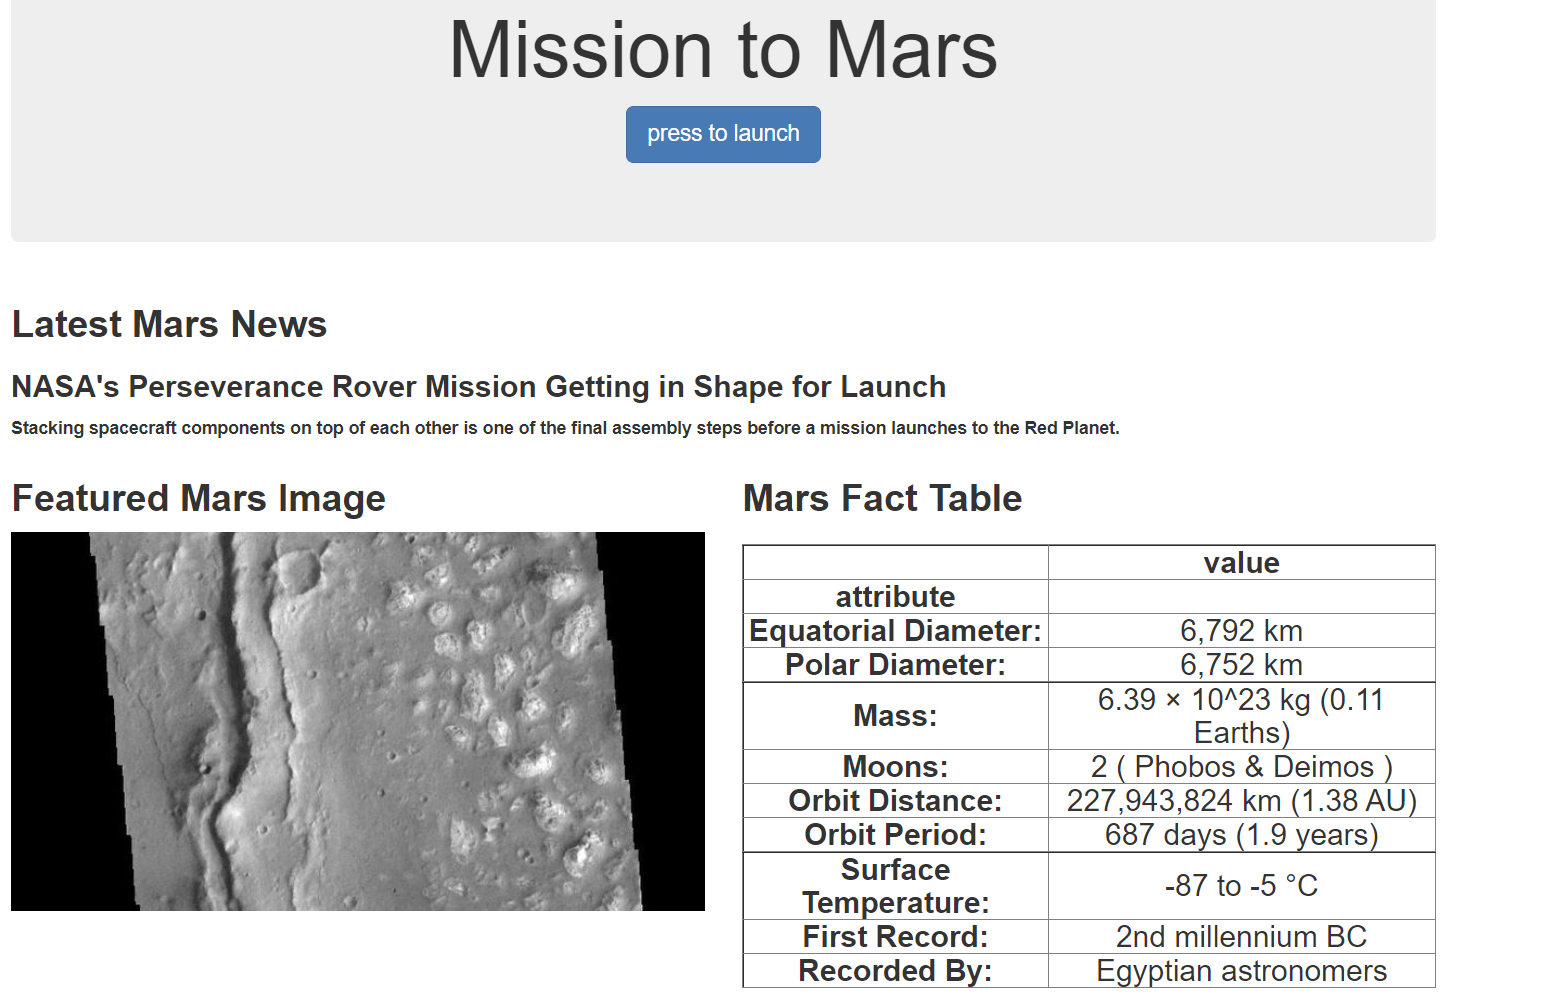 Mission to Mars
press to launch
Latest Mars News
NASA's Perseverance Rover Mission Getting in Shape for Launch
Stacking spacecraft components on top of each other is one of the final assembly steps before a mission launches to the Red Planet.
Featured Mars Image
Mars Fact Table
value
attribute
Equatorial Diameter: 6,792 km
Polar Diameter: 6,752 km
Mass: 6.39 × 10^23 kg (0.11
Earths)
Moons: 2 ( Phobos & Deimos )
Orbit Distance: 227,943,824 km (1.38 AU)
Orbit Period: 687 days (1.9 years)
Surface
Temperature: -87 to -5 °C
First Record: 2nd millennium BC
Recorded By: Egyptian astronomers